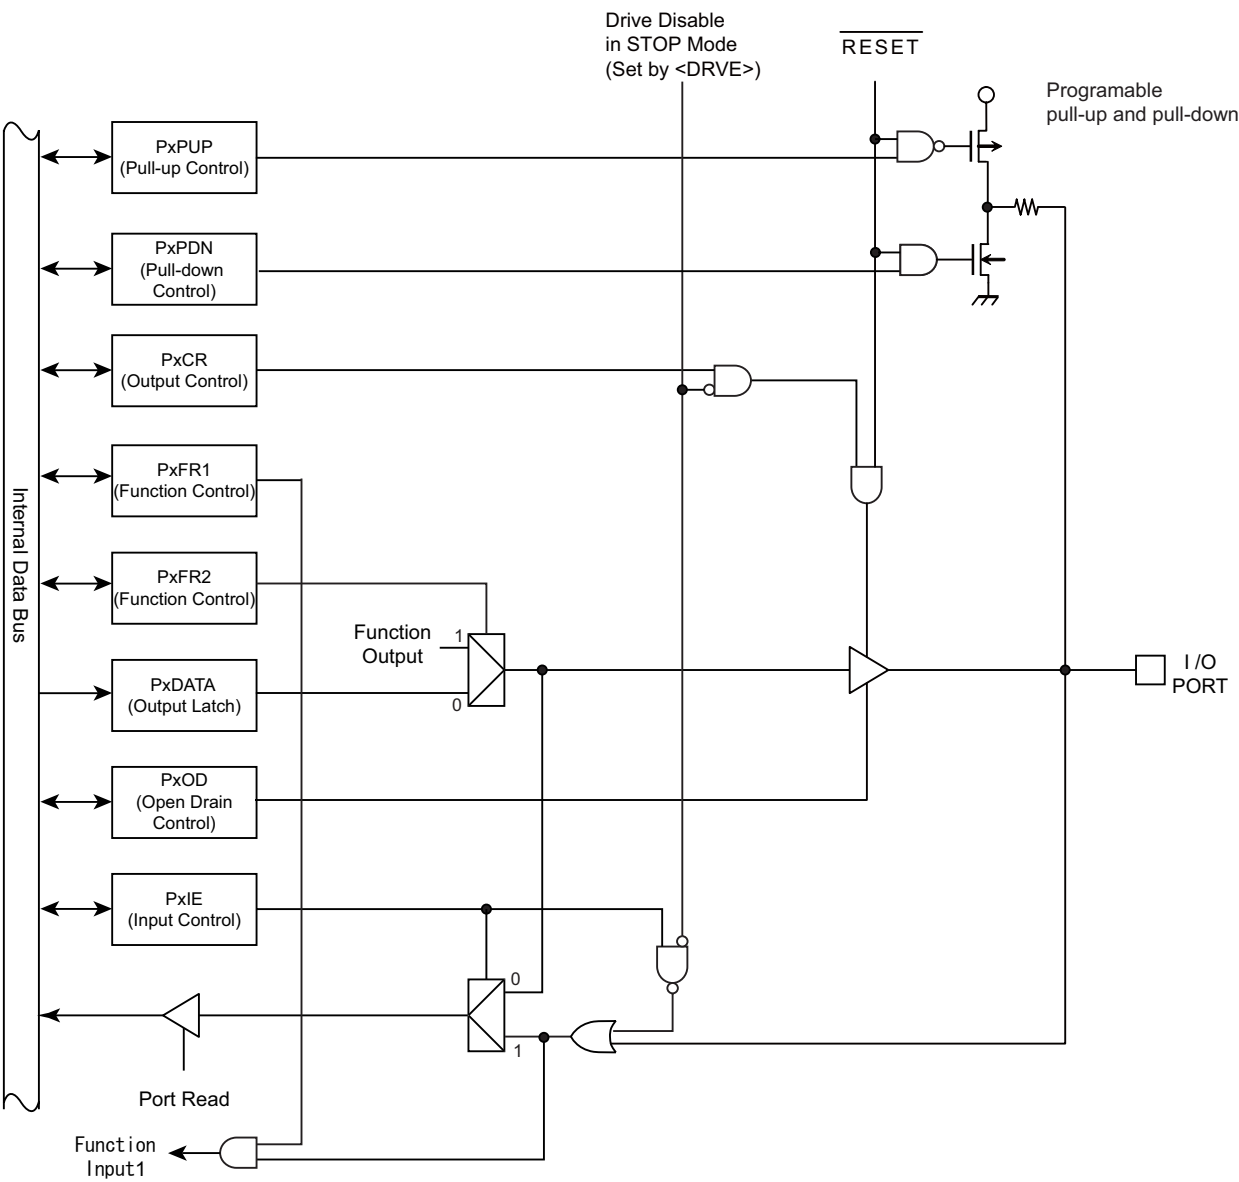 Drive Disable
in STOP Mode
(Set by <DRVE>)
RESET
Programable
pull-up and pull-down
PxPUP
(Pull-up Control)
PxPDN
(Pull-down
Control)
PxCR
(Output Control)
PxFR1
(Function Control)
Internal Data Bus
PxFR2
(Function Control)
Function
Output
1
0
PxDATA
(Output Latch)
I /O
PORT
PxOD
(Open Drain
Control)
PxIE
(Input Control)
0
1
Port Read
Function
Input1